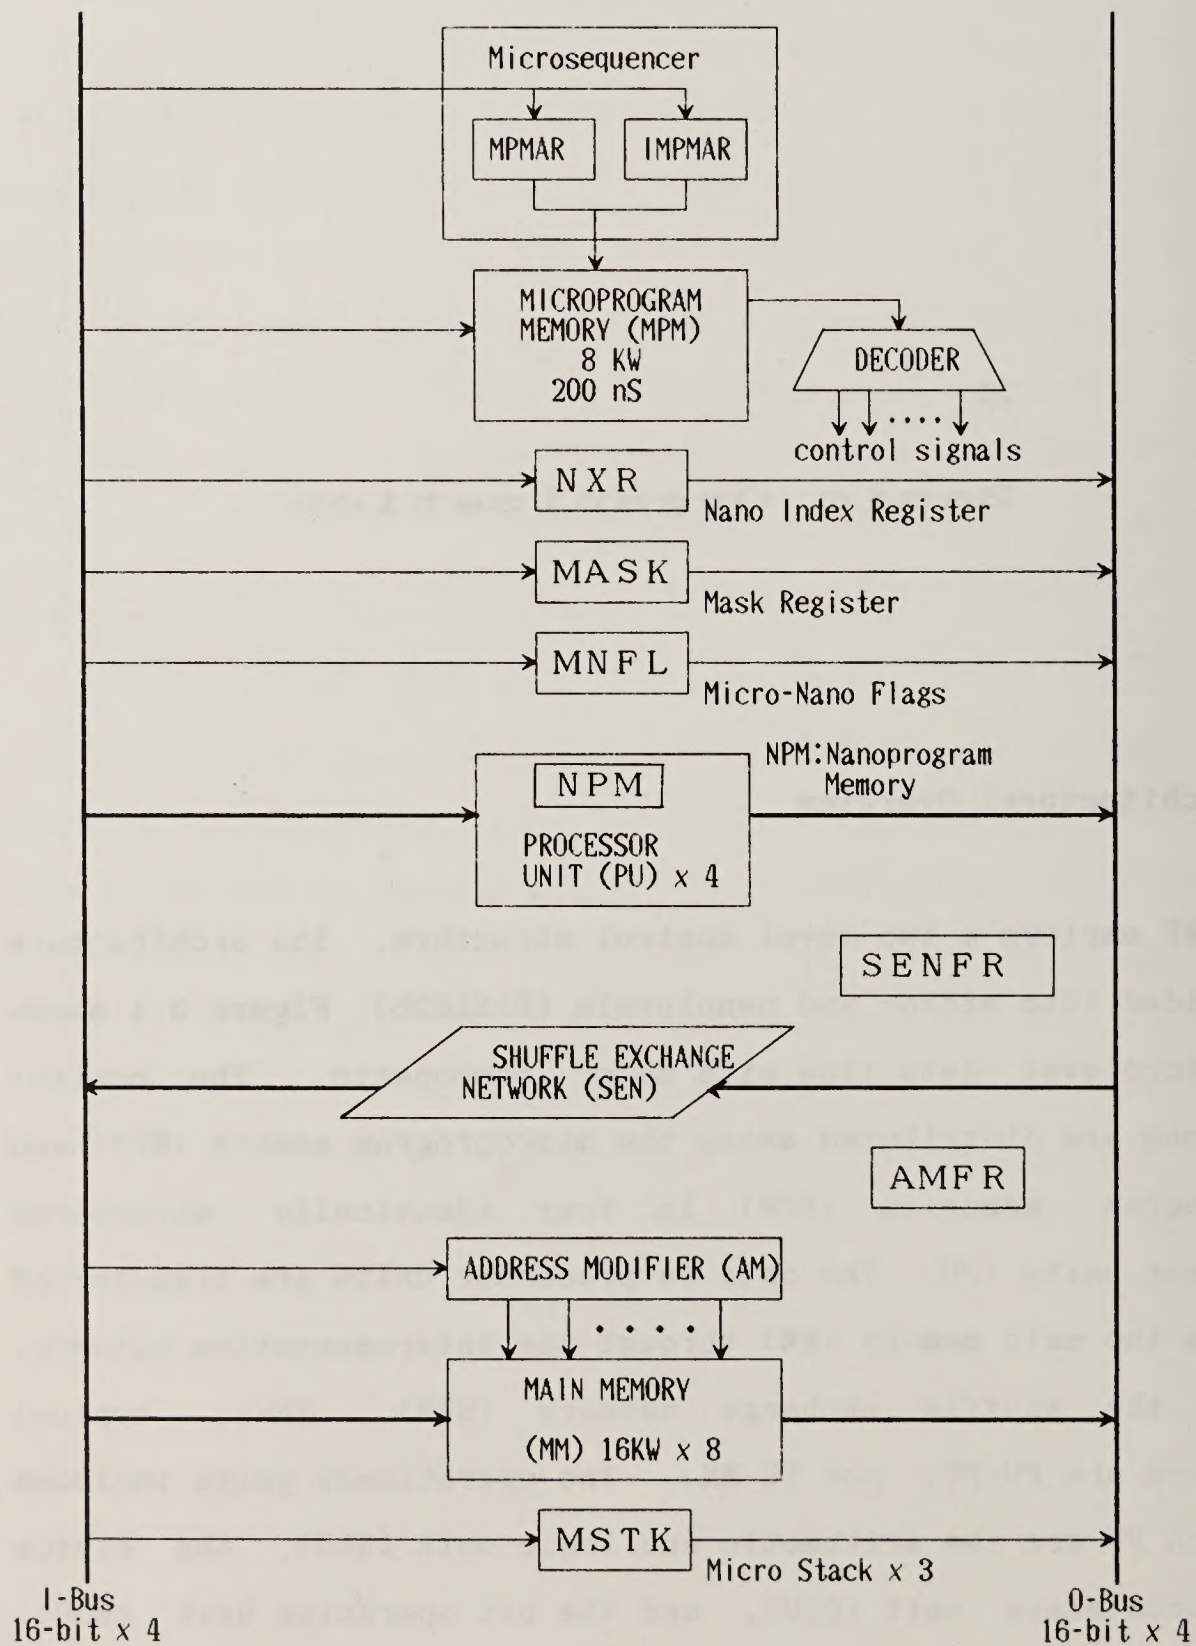 Microsequencer
MPMAR
IMPMAR
MICROPROGRAM
MEMORY (MPM)
8 KW
200 nS
DECODER
....
control signals
NXR
Nano Index Register
MASK
Mask Register
MNFL
Micro-Nano Flags
NPM:Nanoprogram
Memory
NPM
PROCESSOR
UNIT (PU) x 4
SENFR
SHUFFLE EXCHANGE
NETWORK (SEN)
AMFR
ADDRESS MODIFIER (AM)
....
MAIN MEMORY
(MM) 16KW x 8
MSTK
Micro Stack x 3
I-Bus
16-bit x 4
O-Bus
16-bit x 4